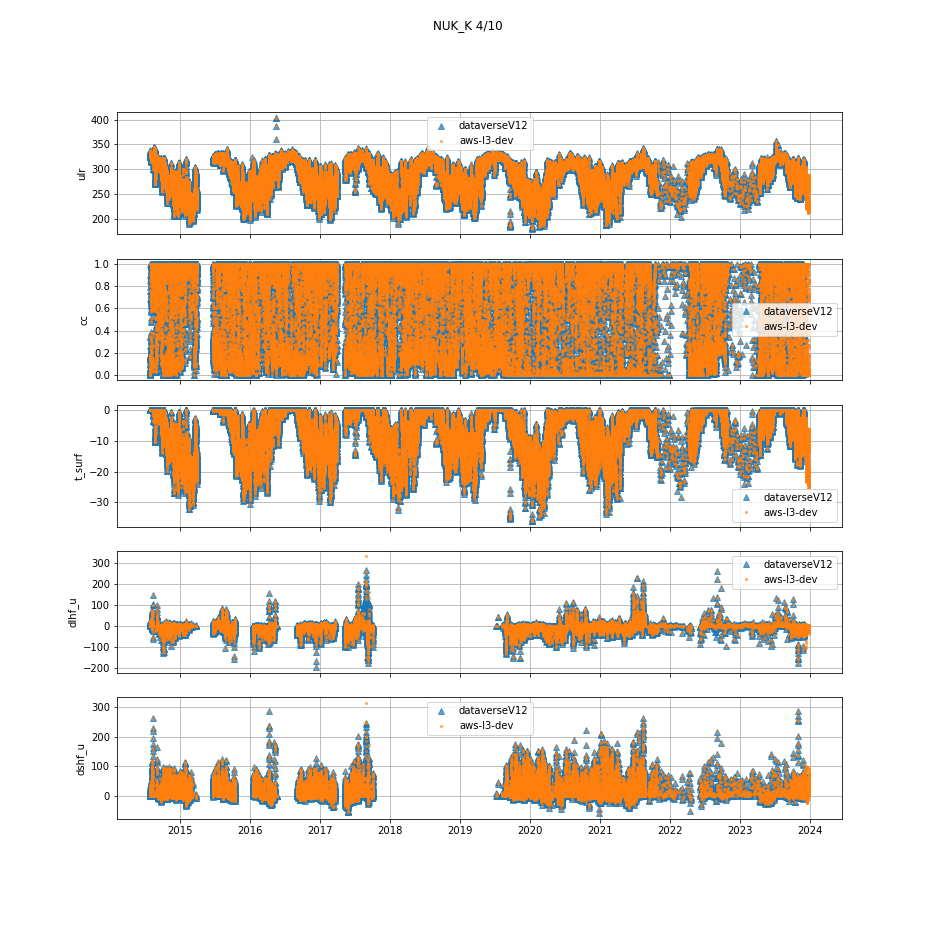 NUK_K 4/10
400
350
300
250
200
ulr
dataverseV12
aws-l3-dev
1.0
0.8
0.6
0.4
0.2
0.0
cc
dataverseV12
aws-l3-dev
0
−10
−20
−30
t_surf
dataverseV12
aws-l3-dev
300
200
100
0
−100
−200
dlhf_u
dataverseV12
aws-l3-dev
300
200
100
0
dshf_u
dataverseV12
aws-l3-dev
2015 2016 2017 2018 2019 2020 2021 2022 2023 2024